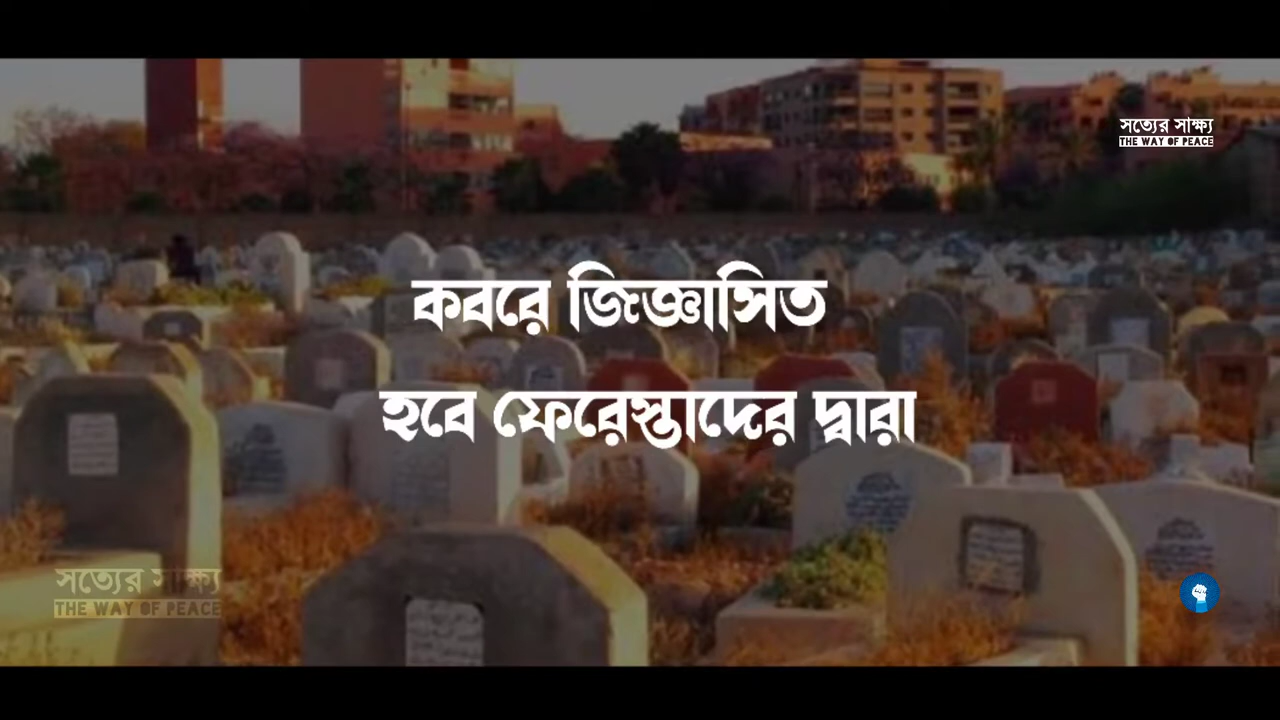 সত্যের সাক্ষ্য
THE WAY OF PEACE
কবরে জিজ্ঞাসিত
হবে ফেরেস্তাদের দ্বারা
সত্যের সাক্ষ্য
THE WAY OF PEACE